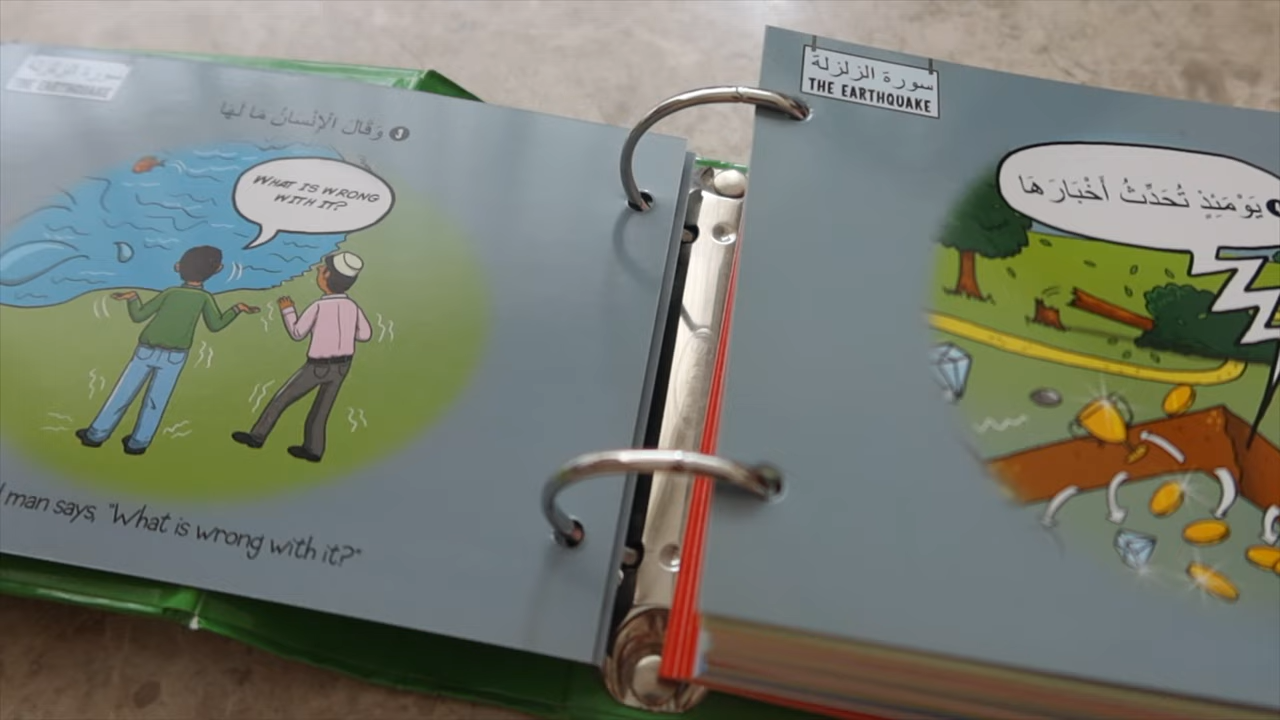 سورة الزلزلة
THE EARTHQUAKE
وَقَالَ الْإِنْسَانُ مَا لَهَا 3
WHAT IS WRONG
WITH IT?
man says, "What is wrong with it?"
سورة الزلزلة
THE EARTHQUAKE
يَوْمَئِذٍ تُحَدِّثُ أَخْبَارَهَا